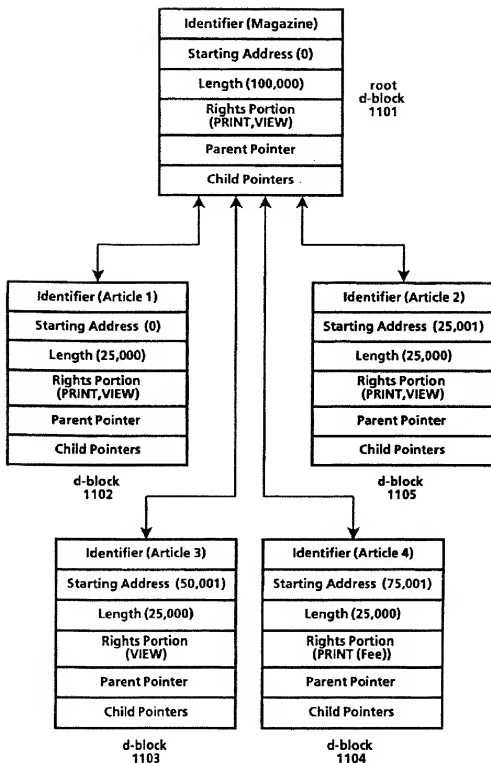 Identifier (Magazine)
Starting Address (0)
Length (100,000)
Rights Portion
(PRINT,VIEW)
Parent Pointer
Child Pointers
root
d-block
1101
Identifier (Article 1)
Starting Address (0)
Length (25,000)
Rights Portion
(PRINT,VIEW)
Parent Pointer
Child Pointers
d-block
1102
Identifier (Article 2)
Starting Address (25,001)
Length (25,000)
Rights Portion
(PRINT,VIEW)
Parent Pointer
Child Pointers
d-block
1105
Identifier (Article 3)
Starting Address (50,001)
Length (25,000)
Rights Portion
(VIEW)
Parent Pointer
Child Pointers
d-block
1103
Identifier (Article 4)
Starting Address (75,001)
Length (25,000)
Rights Portion
(PRINT (Fee))
Parent Pointer
Child Pointers
d-block
1104